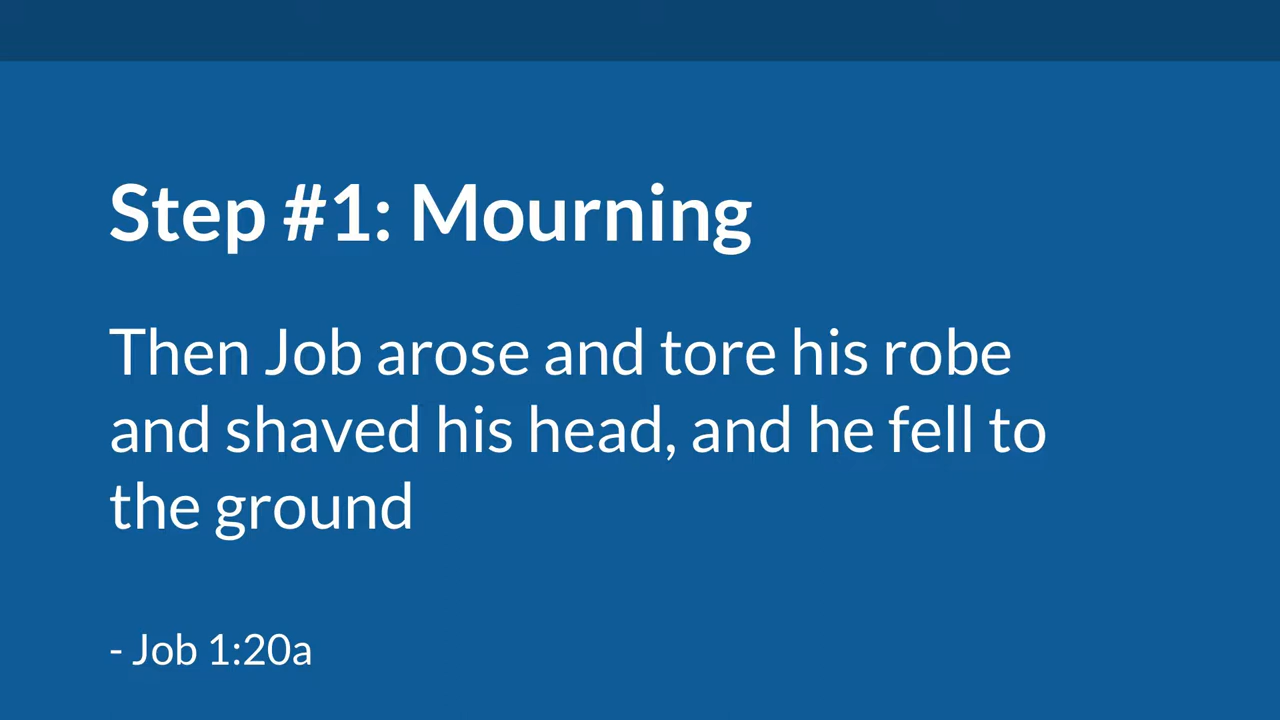 Step #1: Mourning
Then Job arose and tore his robe
and shaved his head, and he fell to
the ground
- Job 1:20a